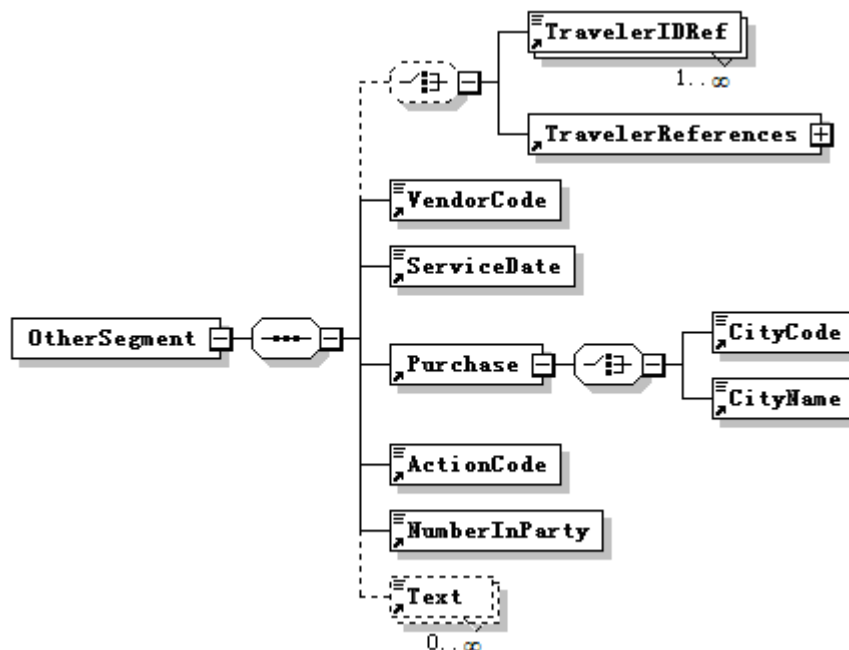 TravelerIDRef
1..∞
TravelerReferences
VendorCode
ServiceDate
OtherSegment
Purchase
CityCode
CityName
ActionCode
NumberInParty
Text
0..∞